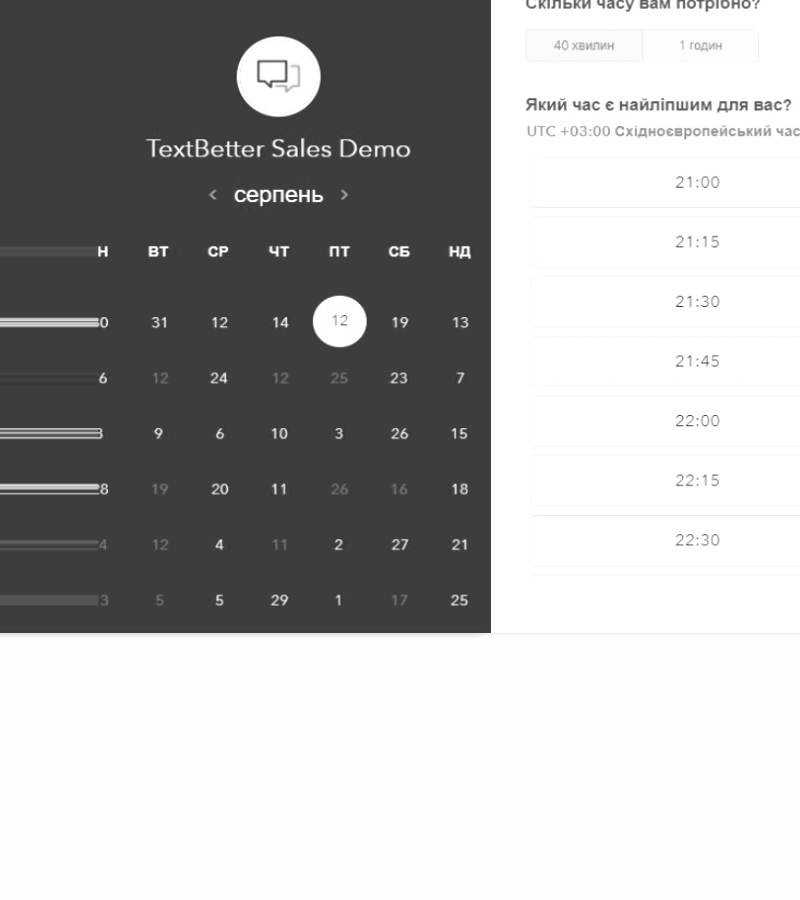 TextBetter Sales Demo
< серпень >
Н ВТ СР ЧТ ПТ СБ НД
0 31 12 14 12 19 13
6 12 24 12 25 23 7
9 6 10 3 26 15
8 19 20 11 26 16 18
4 12 4 11 2 27 21
3 5 5 29 1 17 25
Скільки часу вам потрібно?
40 хвилин 1 годин
Який час є найліпшим для вас?
UTC +03:00 Східноєвропейський час
21:00
21:15
21:30
21:45
22:00
22:15
22:30